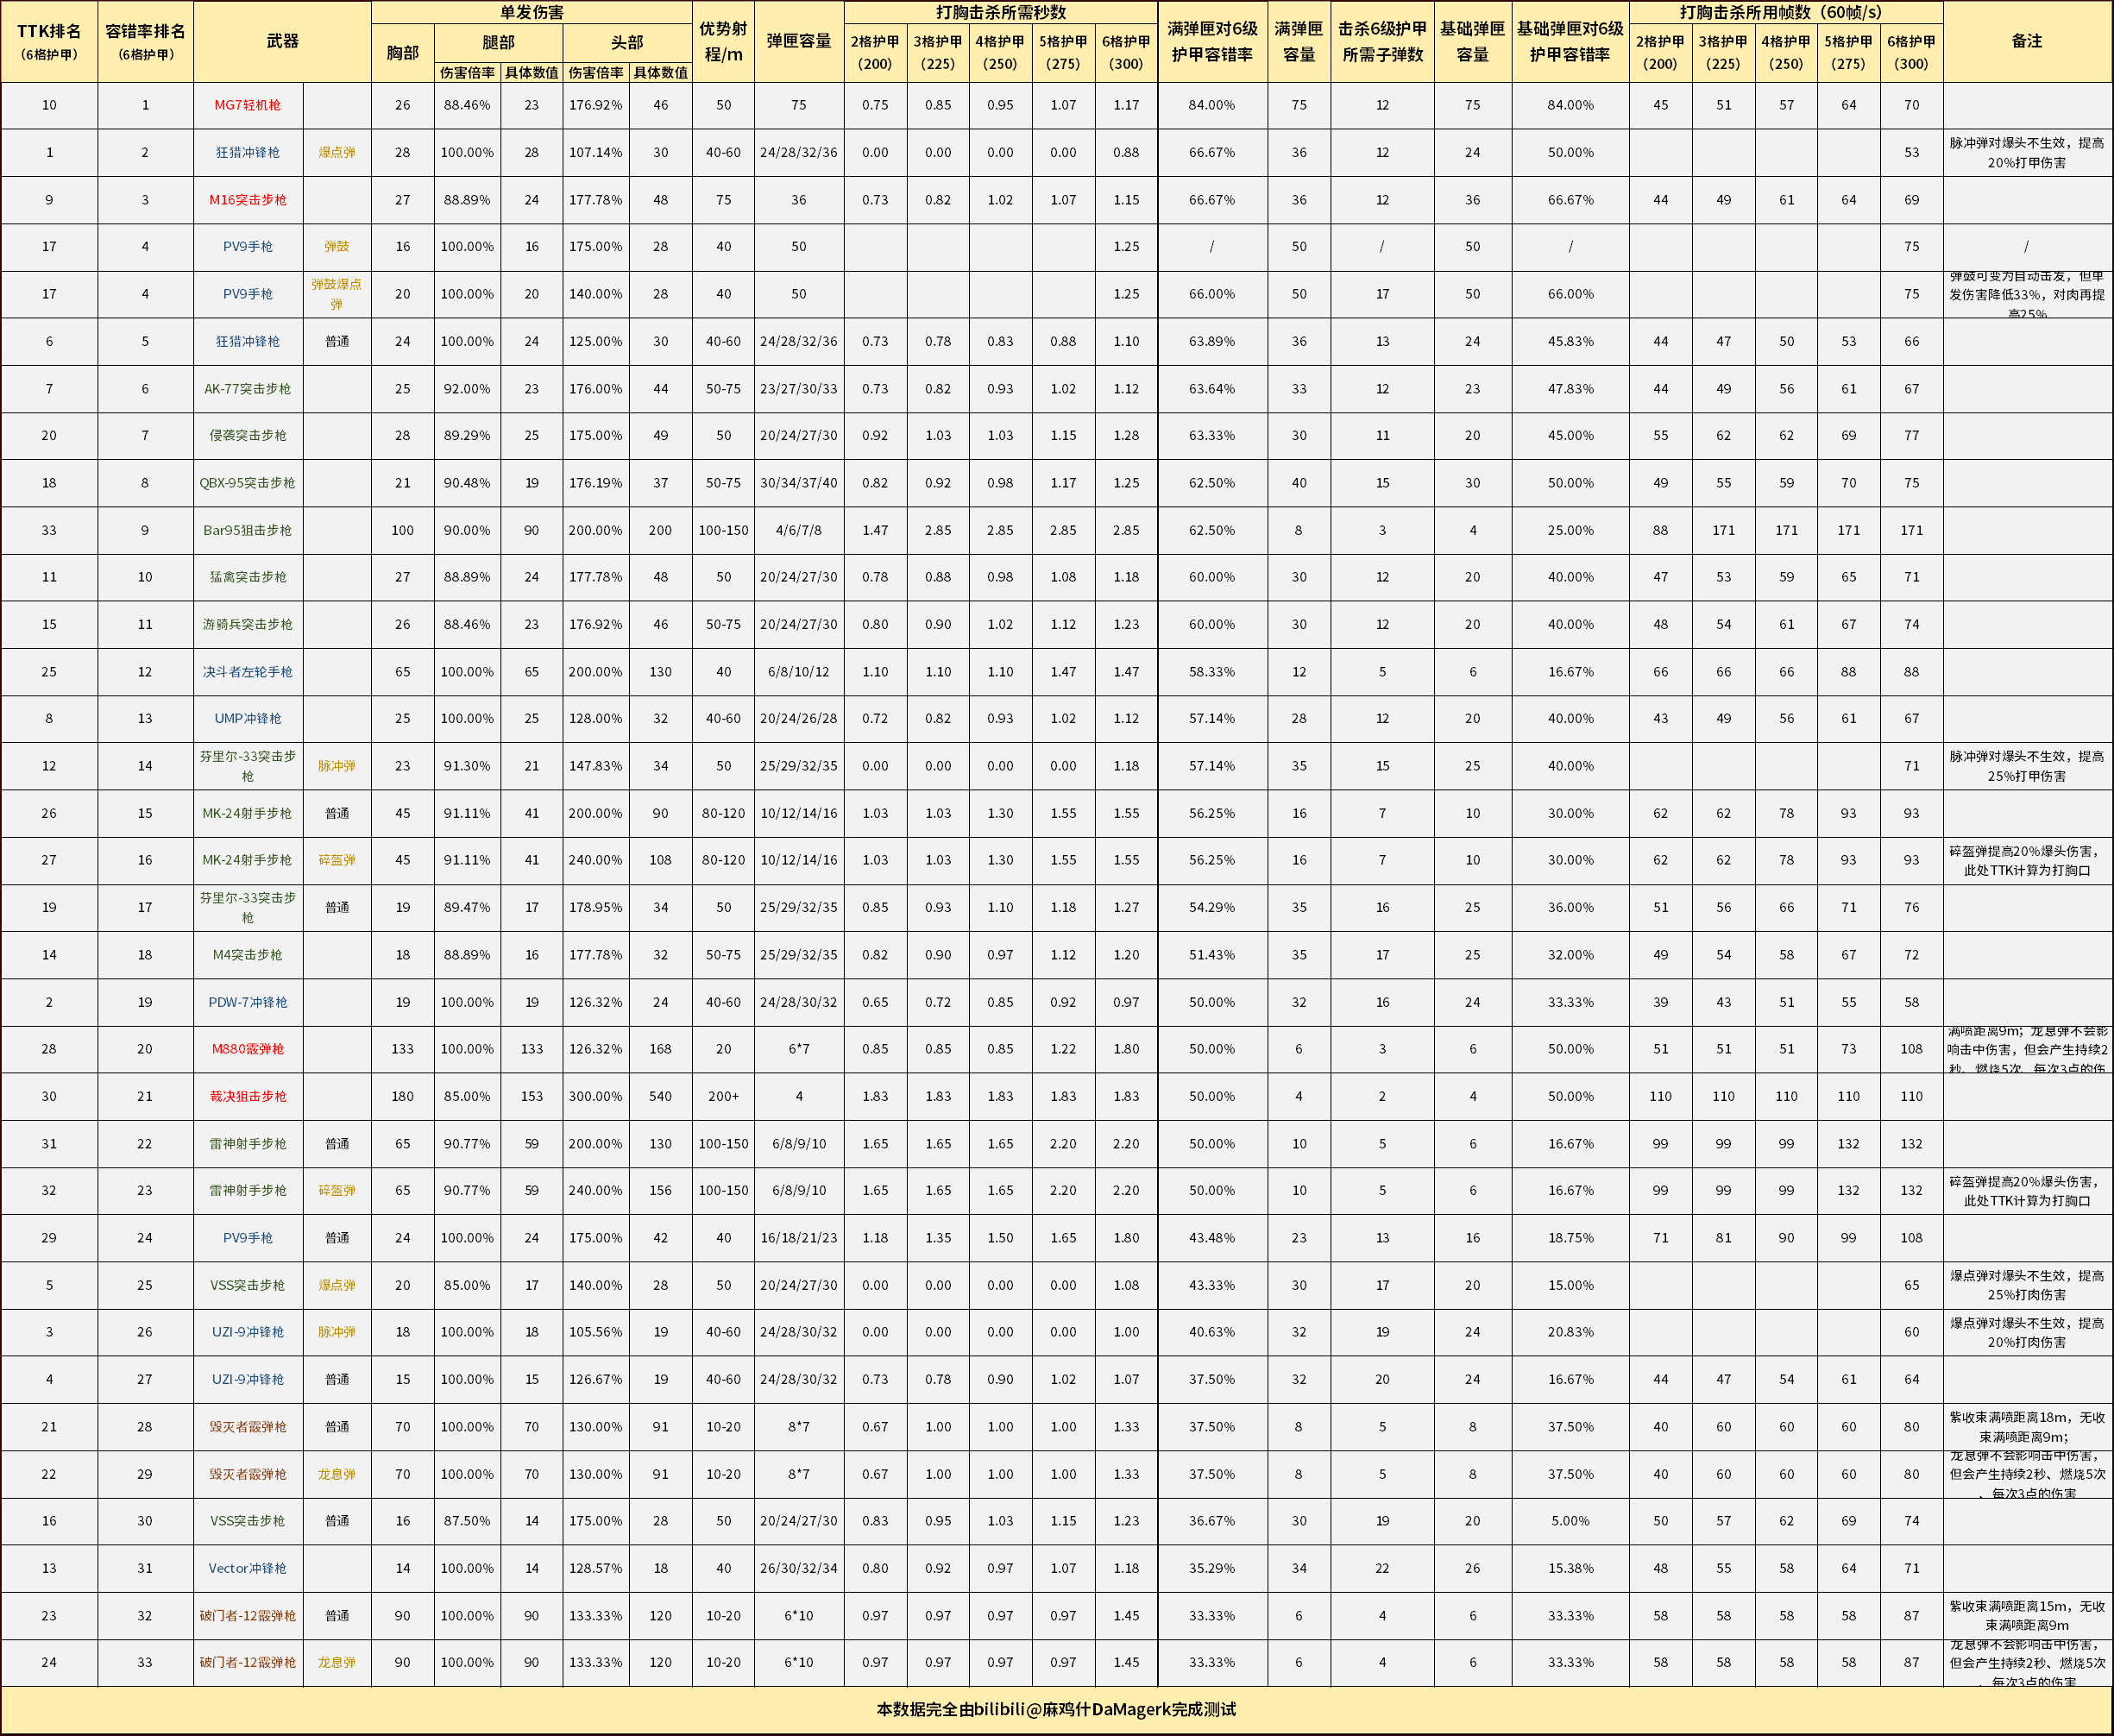 TTK排名 (6格护甲) 容错率排名 (6格护甲) 武器 单发伤害 优势射程/m 弹匣容量 打胸击杀所需秒数 满弹匣对6级护甲容错率 满弹匣容量 击杀6级护甲所需子弹数 基础弹匣容量 基础弹匣对6级护甲容错率 打胸击杀所用帧数（60帧/s） 备注
胸部 腿部 头部 2格护甲（200） 3格护甲（225） 4格护甲（250） 5格护甲（275） 6格护甲（300） 2格护甲（200） 3格护甲（225） 4格护甲（250） 5格护甲（275） 6格护甲（300）
伤害倍率 具体数值 伤害倍率 具体数值
10 1 MG7轻机枪 26 88.46% 23 176.92% 46 50 75 0.75 0.85 0.95 1.07 1.17 84.00% 75 12 75 84.00% 45 51 57 64 70
1 2 狂猎冲锋枪 爆点弹 28 100.00% 28 107.14% 30 40-60 24/28/32/36 0.00 0.00 0.00 0.00 0.88 66.67% 36 12 24 50.00% 53 脉冲弹对爆头不生效，提高20%打甲伤害
9 3 M16突击步枪 27 88.89% 24 177.78% 48 75 36 0.73 0.82 1.02 1.07 1.15 66.67% 36 12 36 66.67% 44 49 61 64 69
17 4 PV9手枪 弹鼓 16 100.00% 16 175.00% 28 40 50 1.25 / 50 / 50 / 75 /
17 4 PV9手枪 弹鼓爆点弹 20 100.00% 20 140.00% 28 40 50 1.25 66.00% 50 17 50 66.00% 75 弹鼓可变为自动击发，但单发伤害降低33%，对肉再提高25%
6 5 狂猎冲锋枪 普通 24 100.00% 24 125.00% 30 40-60 24/28/32/36 0.73 0.78 0.83 0.88 1.10 63.89% 36 13 24 45.83% 44 47 50 53 66
7 6 AK-77突击步枪 25 92.00% 23 176.00% 44 50-75 23/27/30/33 0.73 0.82 0.93 1.02 1.12 63.64% 33 12 23 47.83% 44 49 56 61 67
20 7 侵袭突击步枪 28 89.29% 25 175.00% 49 50 20/24/27/30 0.92 1.03 1.03 1.15 1.28 63.33% 30 11 20 45.00% 55 62 62 69 77
18 8 QBX-95突击步枪 21 90.48% 19 176.19% 37 50-75 30/34/37/40 0.82 0.92 0.98 1.17 1.25 62.50% 40 15 30 50.00% 49 55 59 70 75
33 9 Bar95狙击步枪 100 90.00% 90 200.00% 200 100-150 4/6/7/8 1.47 2.85 2.85 2.85 2.85 62.50% 8 3 4 25.00% 88 171 171 171 171
11 10 猛禽突击步枪 27 88.89% 24 177.78% 48 50 20/24/27/30 0.78 0.88 0.98 1.08 1.18 60.00% 30 12 20 40.00% 47 53 59 65 71
15 11 游骑兵突击步枪 26 88.46% 23 176.92% 46 50-75 20/24/27/30 0.80 0.90 1.02 1.12 1.23 60.00% 30 12 20 40.00% 48 54 61 67 74
25 12 决斗者左轮手枪 65 100.00% 65 200.00% 130 40 6/8/10/12 1.10 1.10 1.10 1.47 1.47 58.33% 12 5 6 16.67% 66 66 66 88 88
8 13 UMP冲锋枪 25 100.00% 25 128.00% 32 40-60 20/24/26/28 0.72 0.82 0.93 1.02 1.12 57.14% 28 12 20 40.00% 43 49 56 61 67
12 14 芬里尔-33突击步枪 脉冲弹 23 91.30% 21 147.83% 34 50 25/29/32/35 0.00 0.00 0.00 0.00 1.18 57.14% 35 15 25 40.00% 71 脉冲弹对爆头不生效，提高25%打甲伤害
26 15 MK-24射手步枪 普通 45 91.11% 41 200.00% 90 80-120 10/12/14/16 1.03 1.03 1.30 1.55 1.55 56.25% 16 7 10 30.00% 62 62 78 93 93
27 16 MK-24射手步枪 碎盔弹 45 91.11% 41 240.00% 108 80-120 10/12/14/16 1.03 1.03 1.30 1.55 1.55 56.25% 16 7 10 30.00% 62 62 78 93 93 碎盔弹提高20%爆头伤害，此处TTK计算为打胸口
19 17 芬里尔-33突击步枪 普通 19 89.47% 17 178.95% 34 50 25/29/32/35 0.85 0.93 1.10 1.18 1.27 54.29% 35 16 25 36.00% 51 56 66 71 76
14 18 M4突击步枪 18 88.89% 16 177.78% 32 50-75 25/29/32/35 0.82 0.90 0.97 1.12 1.20 51.43% 35 17 25 32.00% 49 54 58 67 72
2 19 PDW-7冲锋枪 19 100.00% 19 126.32% 24 40-60 24/28/30/32 0.65 0.72 0.85 0.92 0.97 50.00% 32 16 24 33.33% 39 43 51 55 58
28 20 M880霰弹枪 133 100.00% 133 126.32% 168 20 6*7 0.85 0.85 0.85 1.22 1.80 50.00% 6 3 6 50.00% 51 51 51 73 108 满喷距离9m；龙息弹不会影响击中伤害，但会产生持续2秒、燃烧5次、每次3点的伤
30 21 裁决狙击步枪 180 85.00% 153 300.00% 540 200+ 4 1.83 1.83 1.83 1.83 1.83 50.00% 4 2 4 50.00% 110 110 110 110 110
31 22 雷神射手步枪 普通 65 90.77% 59 200.00% 130 100-150 6/8/9/10 1.65 1.65 1.65 2.20 2.20 50.00% 10 5 6 16.67% 99 99 99 132 132
32 23 雷神射手步枪 碎盔弹 65 90.77% 59 240.00% 156 100-150 6/8/9/10 1.65 1.65 1.65 2.20 2.20 50.00% 10 5 6 16.67% 99 99 99 132 132 碎盔弹提高20%爆头伤害，此处TTK计算为打胸口
29 24 PV9手枪 普通 24 100.00% 24 175.00% 42 40 16/18/21/23 1.18 1.35 1.50 1.65 1.80 43.48% 23 13 16 18.75% 71 81 90 99 108
5 25 VSS突击步枪 爆点弹 20 85.00% 17 140.00% 28 50 20/24/27/30 0.00 0.00 0.00 0.00 1.08 43.33% 30 17 20 15.00% 65 爆点弹对爆头不生效，提高25%打肉伤害
3 26 UZI-9冲锋枪 脉冲弹 18 100.00% 18 105.56% 19 40-60 24/28/30/32 0.00 0.00 0.00 0.00 1.00 40.63% 32 19 24 20.83% 60 爆点弹对爆头不生效，提高20%打肉伤害
4 27 UZI-9冲锋枪 普通 15 100.00% 15 126.67% 19 40-60 24/28/30/32 0.73 0.78 0.90 1.02 1.07 37.50% 32 20 24 16.67% 44 47 54 61 64
21 28 毁灭者霰弹枪 普通 70 100.00% 70 130.00% 91 10-20 8*7 0.67 1.00 1.00 1.00 1.33 37.50% 8 5 8 37.50% 40 60 60 60 80 紫收束满喷距离18m，无收束满喷距离9m；
22 29 毁灭者霰弹枪 龙息弹 70 100.00% 70 130.00% 91 10-20 8*7 0.67 1.00 1.00 1.00 1.33 37.50% 8 5 8 37.50% 40 60 60 60 80 龙息弹不会影响击中伤害，但会产生持续2秒、燃烧5次、每次3点的伤害
16 30 VSS突击步枪 普通 16 87.50% 14 175.00% 28 50 20/24/27/30 0.83 0.95 1.03 1.15 1.23 36.67% 30 19 20 5.00% 50 57 62 69 74
13 31 Vector冲锋枪 14 100.00% 14 128.57% 18 40 26/30/32/34 0.80 0.92 0.97 1.07 1.18 35.29% 34 22 26 15.38% 48 55 58 64 71
23 32 破门者-12霰弹枪 普通 90 100.00% 90 133.33% 120 10-20 6*10 0.97 0.97 0.97 0.97 1.45 33.33% 6 4 6 33.33% 58 58 58 58 87 紫收束满喷距离15m，无收束满喷距离9m
24 33 破门者-12霰弹枪 龙息弹 90 100.00% 90 133.33% 120 10-20 6*10 0.97 0.97 0.97 0.97 1.45 33.33% 6 4 6 33.33% 58 58 58 58 87 龙息弹不会影响击中伤害，但会产生持续2秒、燃烧5次、每次3点的伤害
本数据完全由bilibili@麻鸡什DaMagerk完成测试